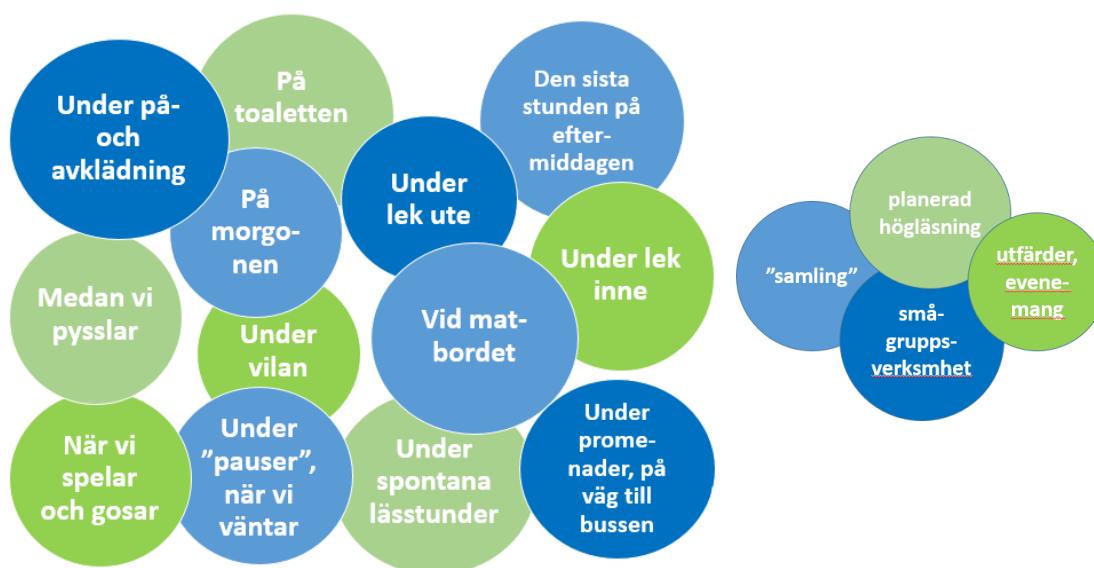 Under på-
och
avklädning
På
toaletten
Den sista
stunden på
efter-
middagen
På
morgo-
nen
Under
lek ute
Under lek
inne
Medan vi
pysslar
Under
vilan
Vid mat-
bordet
När vi
spelar
och gosar
Under
”pauser”,
när vi
väntar
Under
spontana
lässtunder
Under
prome-
nader, på
väg till
bussen
planerad
högläsning
”samling”
utfärder,
evene-
mang
små-
grupps-
verksmhet